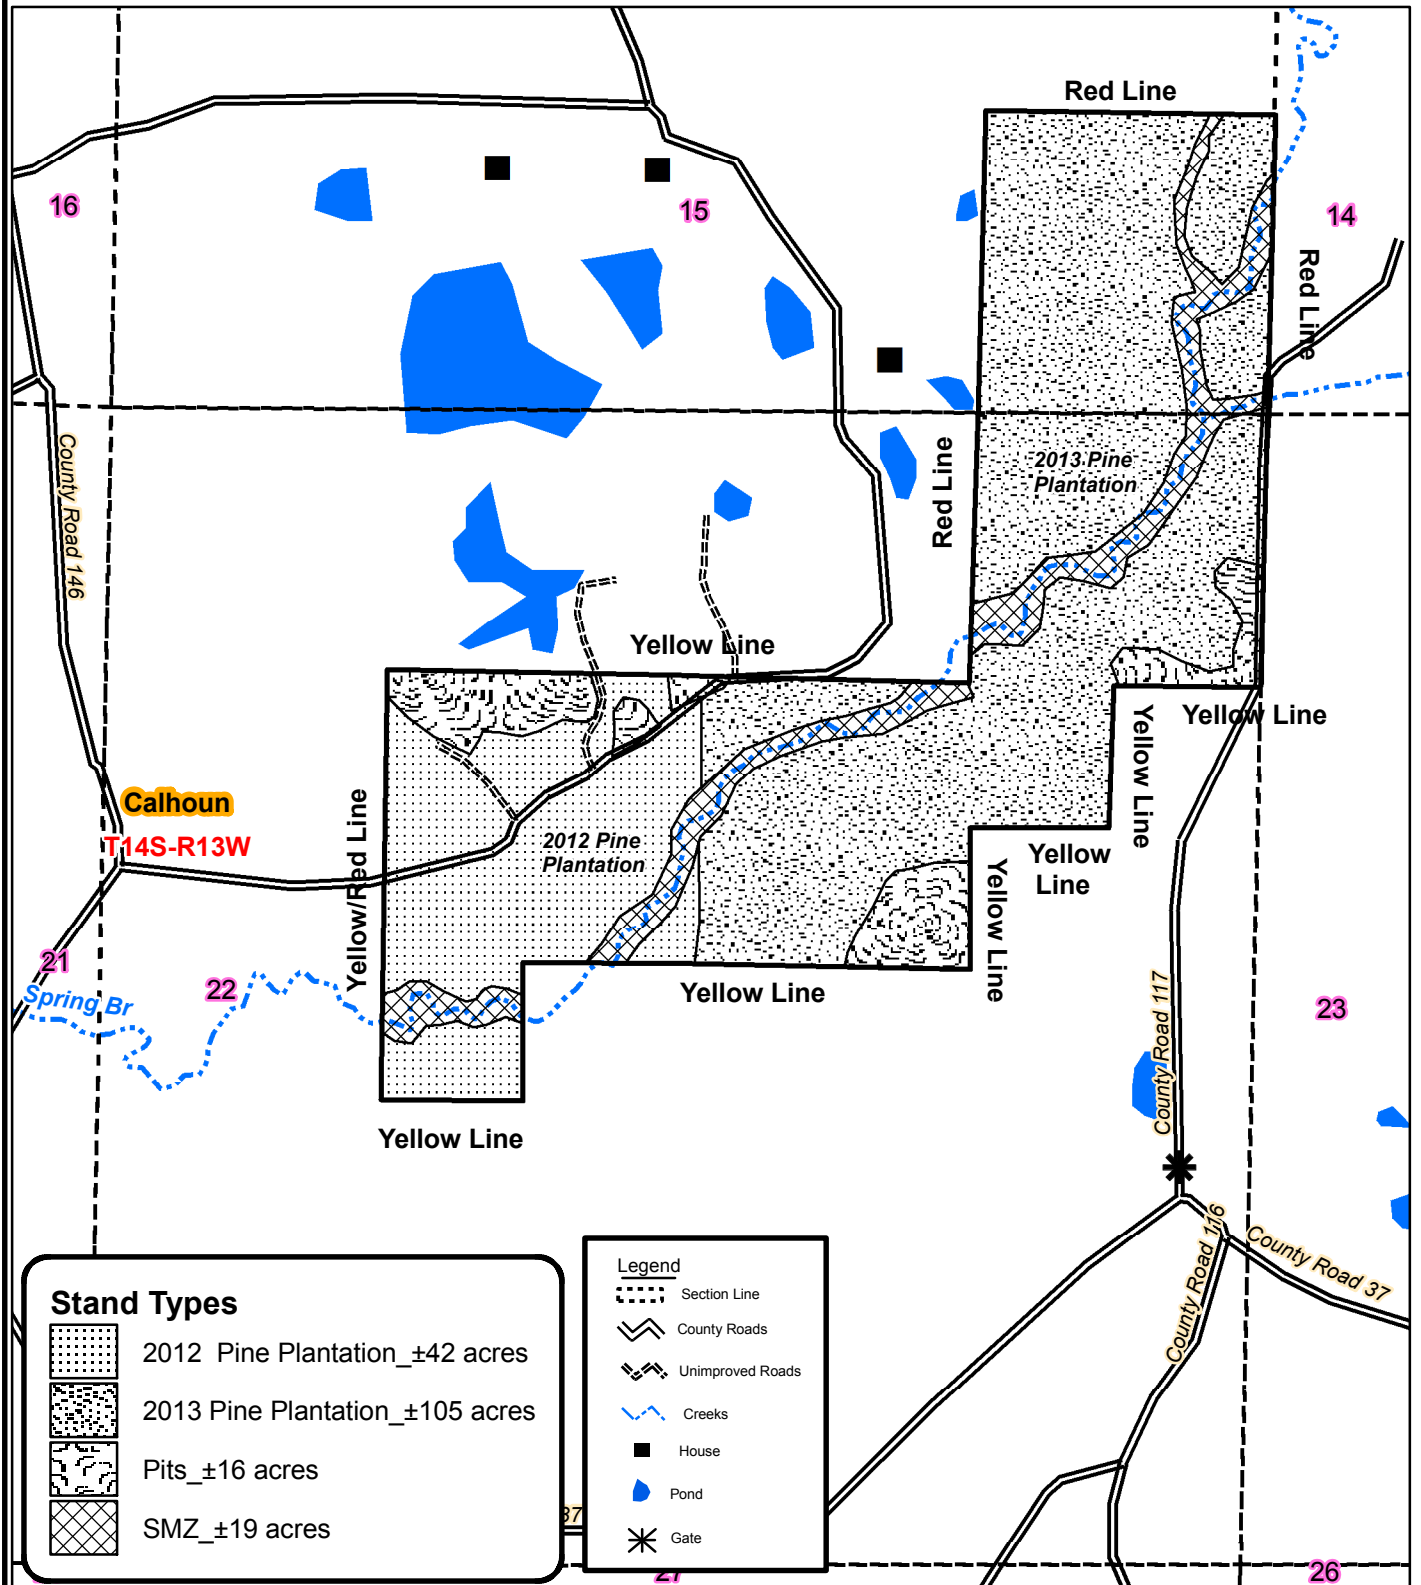 Red Line
16
15
14
Red Line
County Road 146
Red Line
2013 Pine
Plantation
Yellow Line
Yellow Line
Yellow Line
Calhoun
T14S-R13W
Yellow/Red Line
2012 Pine
Plantation
Yellow
Line
Yellow Line
21
22
Spring Br
Yellow Line
County Road 117
23
Yellow Line
County Road 116
County Road 37
Stand Types
2012 Pine Plantation_±42 acres
2013 Pine Plantation_±105 acres
Pits_±16 acres
SMZ_±19 acres
Legend
Section Line
County Roads
Unimproved Roads
Creeks
House
Pond
Gate
37
27
26